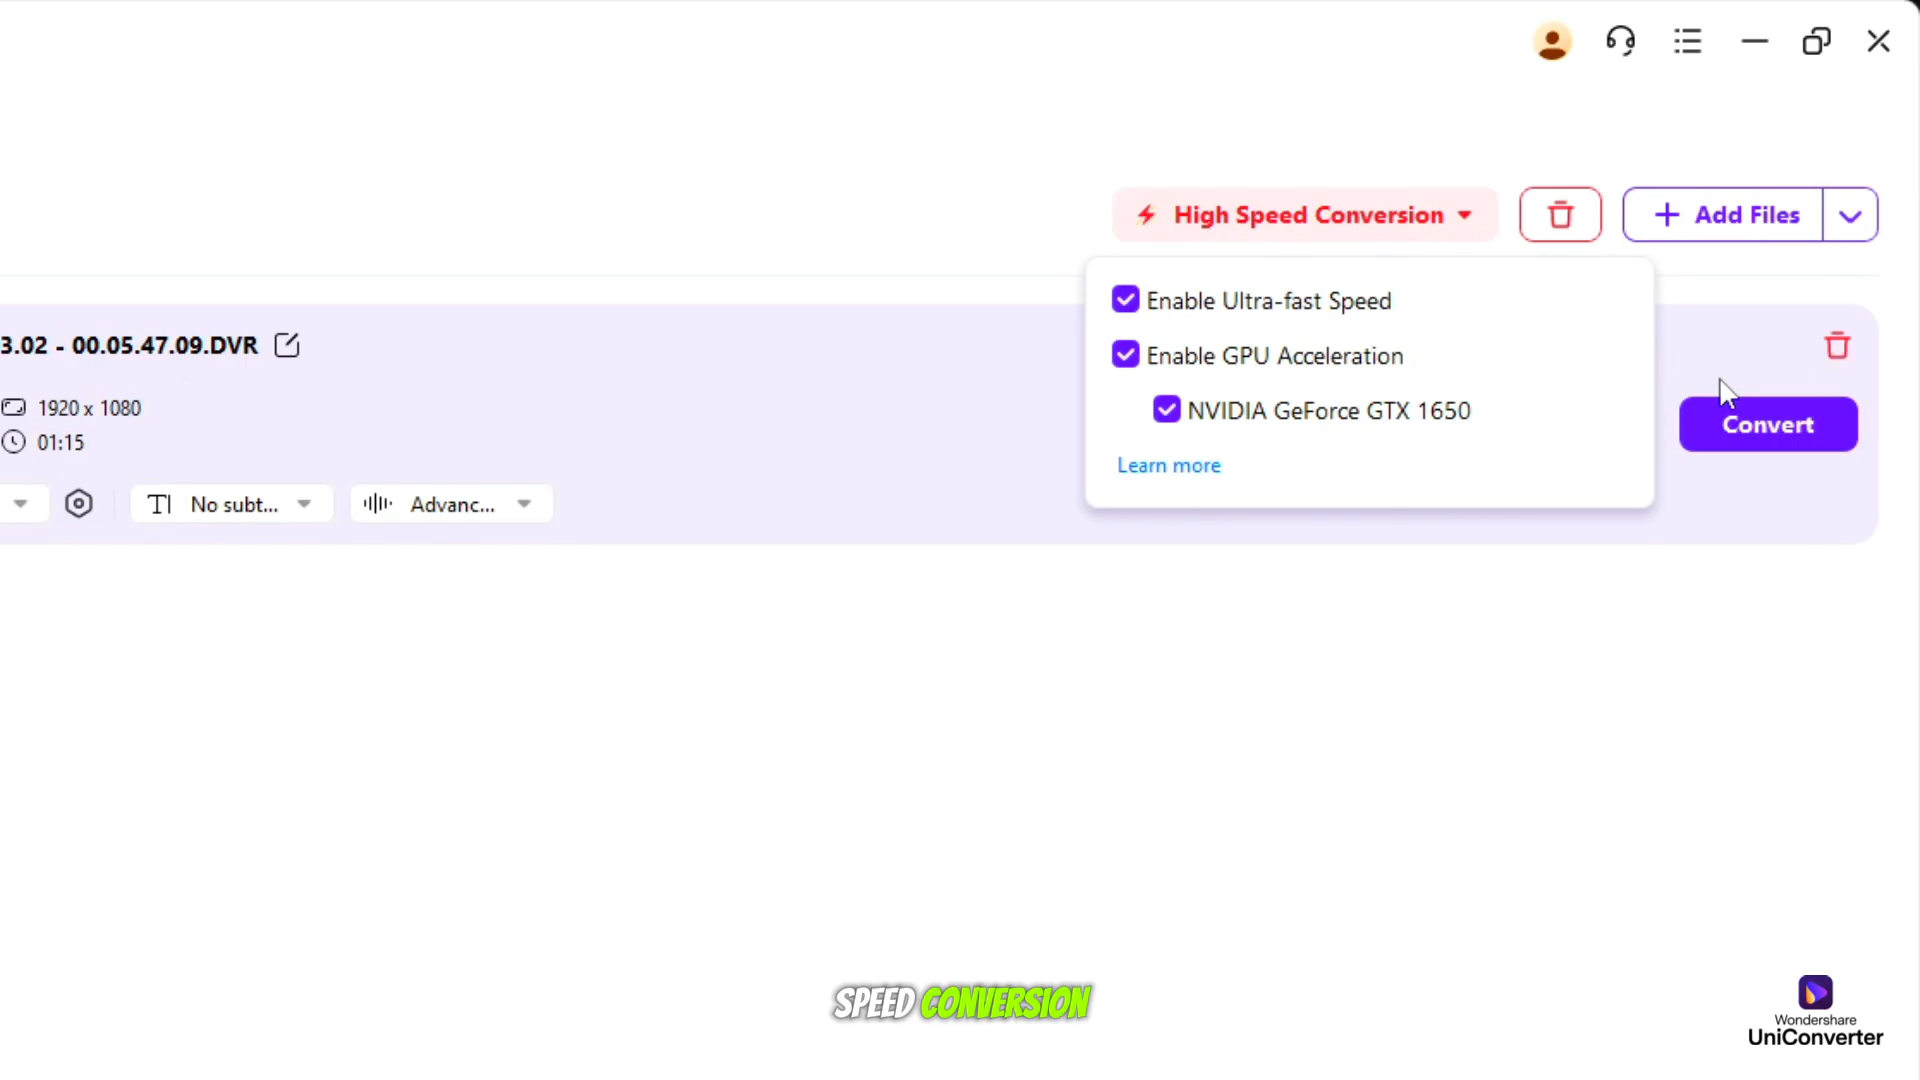 High Speed Conversion
Add Files
Enable Ultra-fast Speed
3.02 - 00.05.47.09.DVR
Enable GPU Acceleration
1920 x 1080
NVIDIA GeForce GTX 1650
Convert
01:15
Learn more
No subt...
Advanc...
SPEED CONVERSION
Wondershare
UniConverter